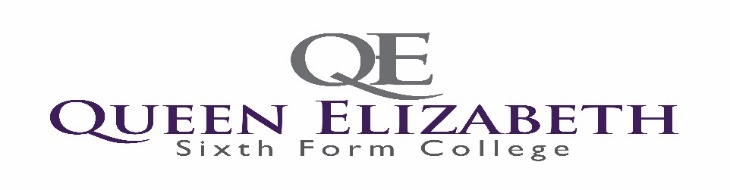 QE
QUEEN ELIZABETH
Sixth Form College